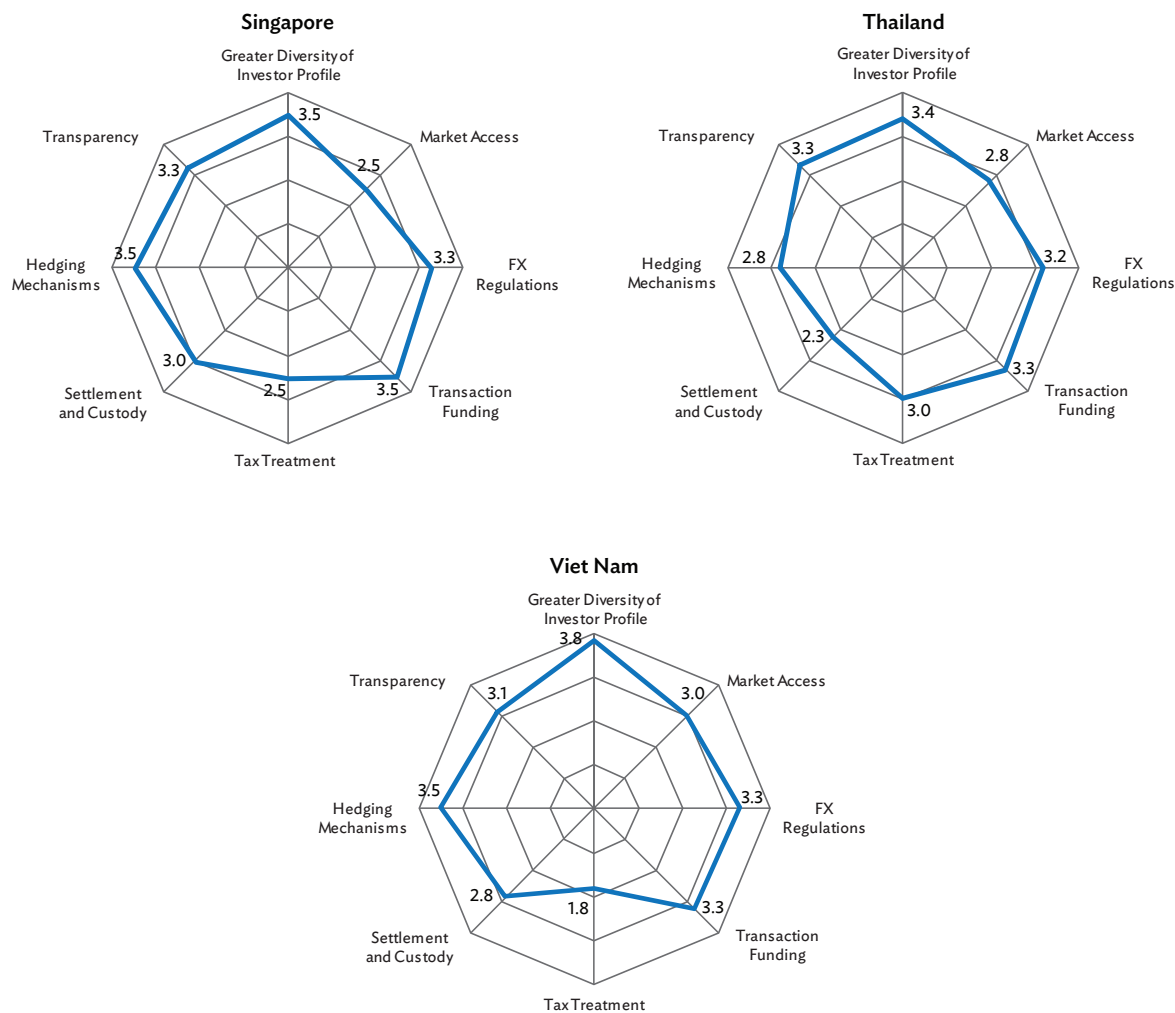 Singapore
Greater Diversity of
Investor Profile
3.5
Transparency
Market Access
3.3
2.5
3.5
3.3
Hedging
Mechanisms
FX
Regulations
3.0
2.5
3.5
Settlement
and Custody
Transaction
Funding
Tax Treatment
Thailand
Greater Diversity of
Investor Profile
3.4
Transparency
Market Access
3.3
2.8
2.8
3.2
Hedging
Mechanisms
FX
Regulations
2.3
3.0
3.3
Settlement
and Custody
Transaction
Funding
Tax Treatment
Viet Nam
Greater Diversity of
Investor Profile
3.8
Transparency
Market Access
3.1
3.0
3.5
3.3
Hedging
Mechanisms
FX
Regulations
2.8
1.8
3.3
Settlement
and Custody
Transaction
Funding
Tax Treatment